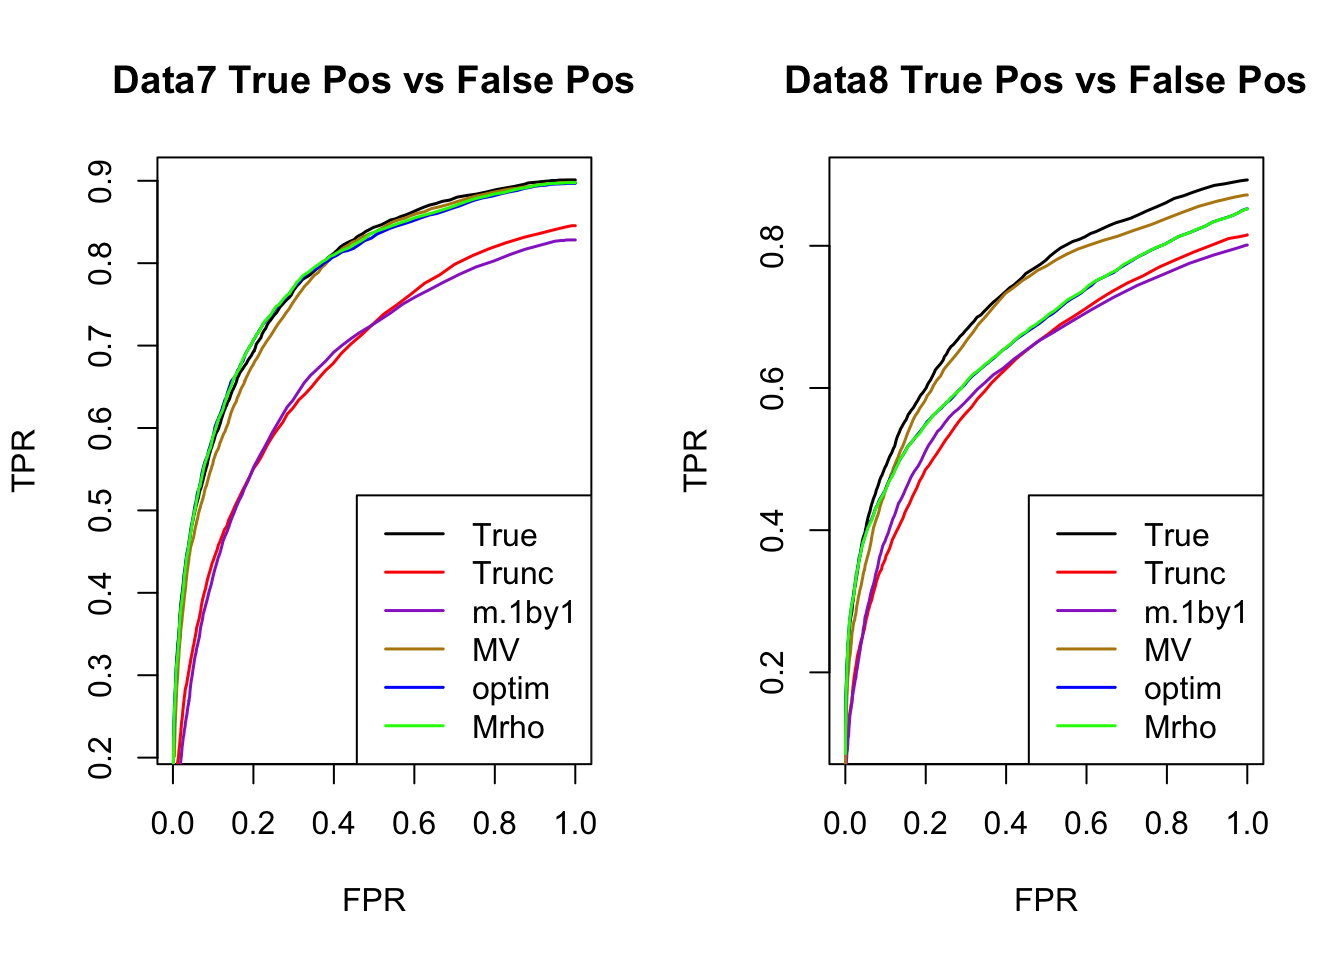 Data7 True Pos vs False Pos
TPR
0.9
0.8
0.7
0.6
0.5
0.4
0.3
0.2
0.0 0.2 0.4 0.6 0.8 1.0
FPR
True
Trunc
m.1by1
MV
optim
Mrho
Data8 True Pos vs False Pos
TPR
0.8
0.6
0.4
0.2
0.0 0.2 0.4 0.6 0.8 1.0
FPR
True
Trunc
m.1by1
MV
optim
Mrho